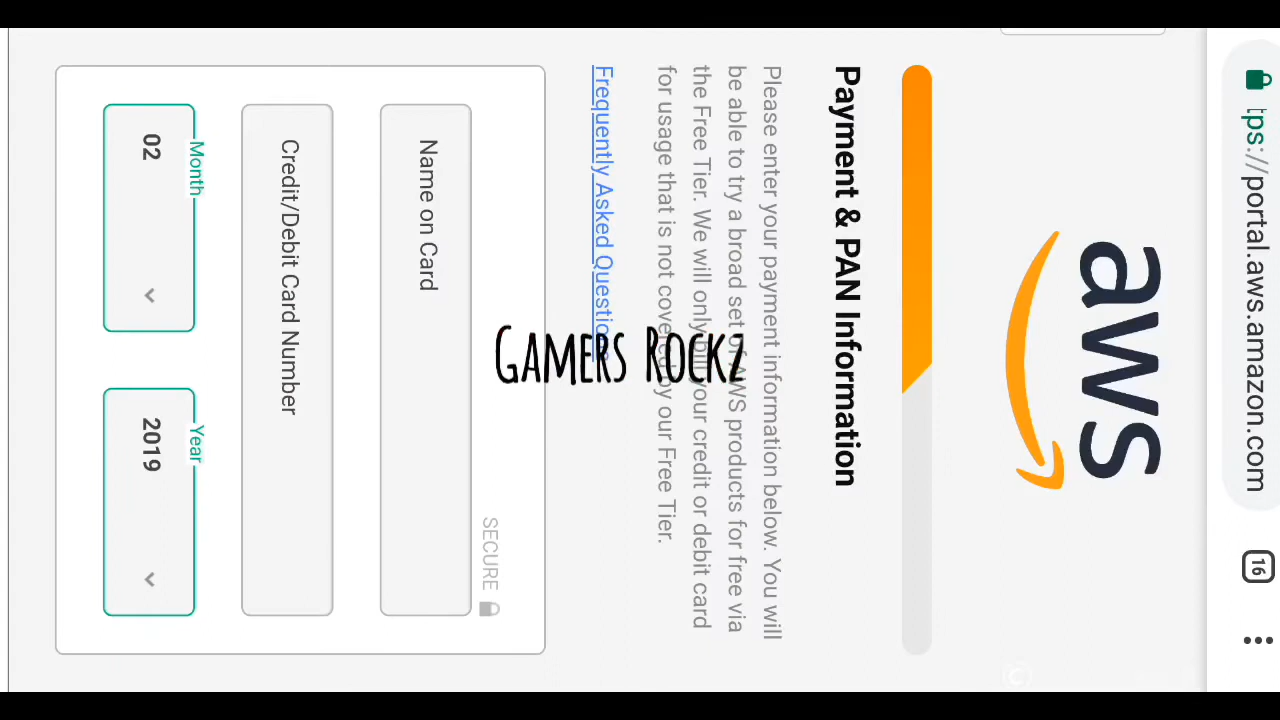 tps://portal.aws.amazon.com
16
aws
Payment & PAN Information
Please enter your payment information below. You will
be able to try a broad set of AWS products for free via
the Free Tier. We will only bill your credit or debit card
for usage that is not covered by our Free Tier.
Frequently Asked Question
GAMERS ROCKZ
SECURE
Name on Card
Credit/Debit Card Number
Month
02
Year
2019